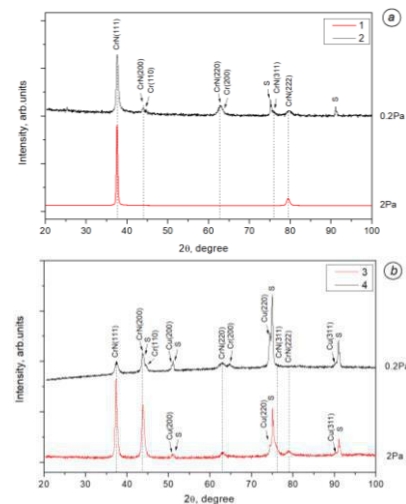 a
CrN(111)
CrN(200)
Cr(110)
CrN(220)
Cr(200)
S
CrN(311)
CrN(222)
S
1
2
0.2Pa
2Pa
Intensity, arb.units
20 30 40 50 60 70 80 90 100
2θ, degree
b
CrN(111)
CrN(200)
S
Cr(110)
Cu(200)
S
CrN(220)
Cr(200)
Cu(220)
S
CrN(311)
CrN(222)
Cu(311)
S
3
4
0.2Pa
Cu(200)
S
Cu(220)
S
Cu(311)
S
2Pa
Intensity, arb.units
20 30 40 50 60 70 80 90 100
2θ, degree